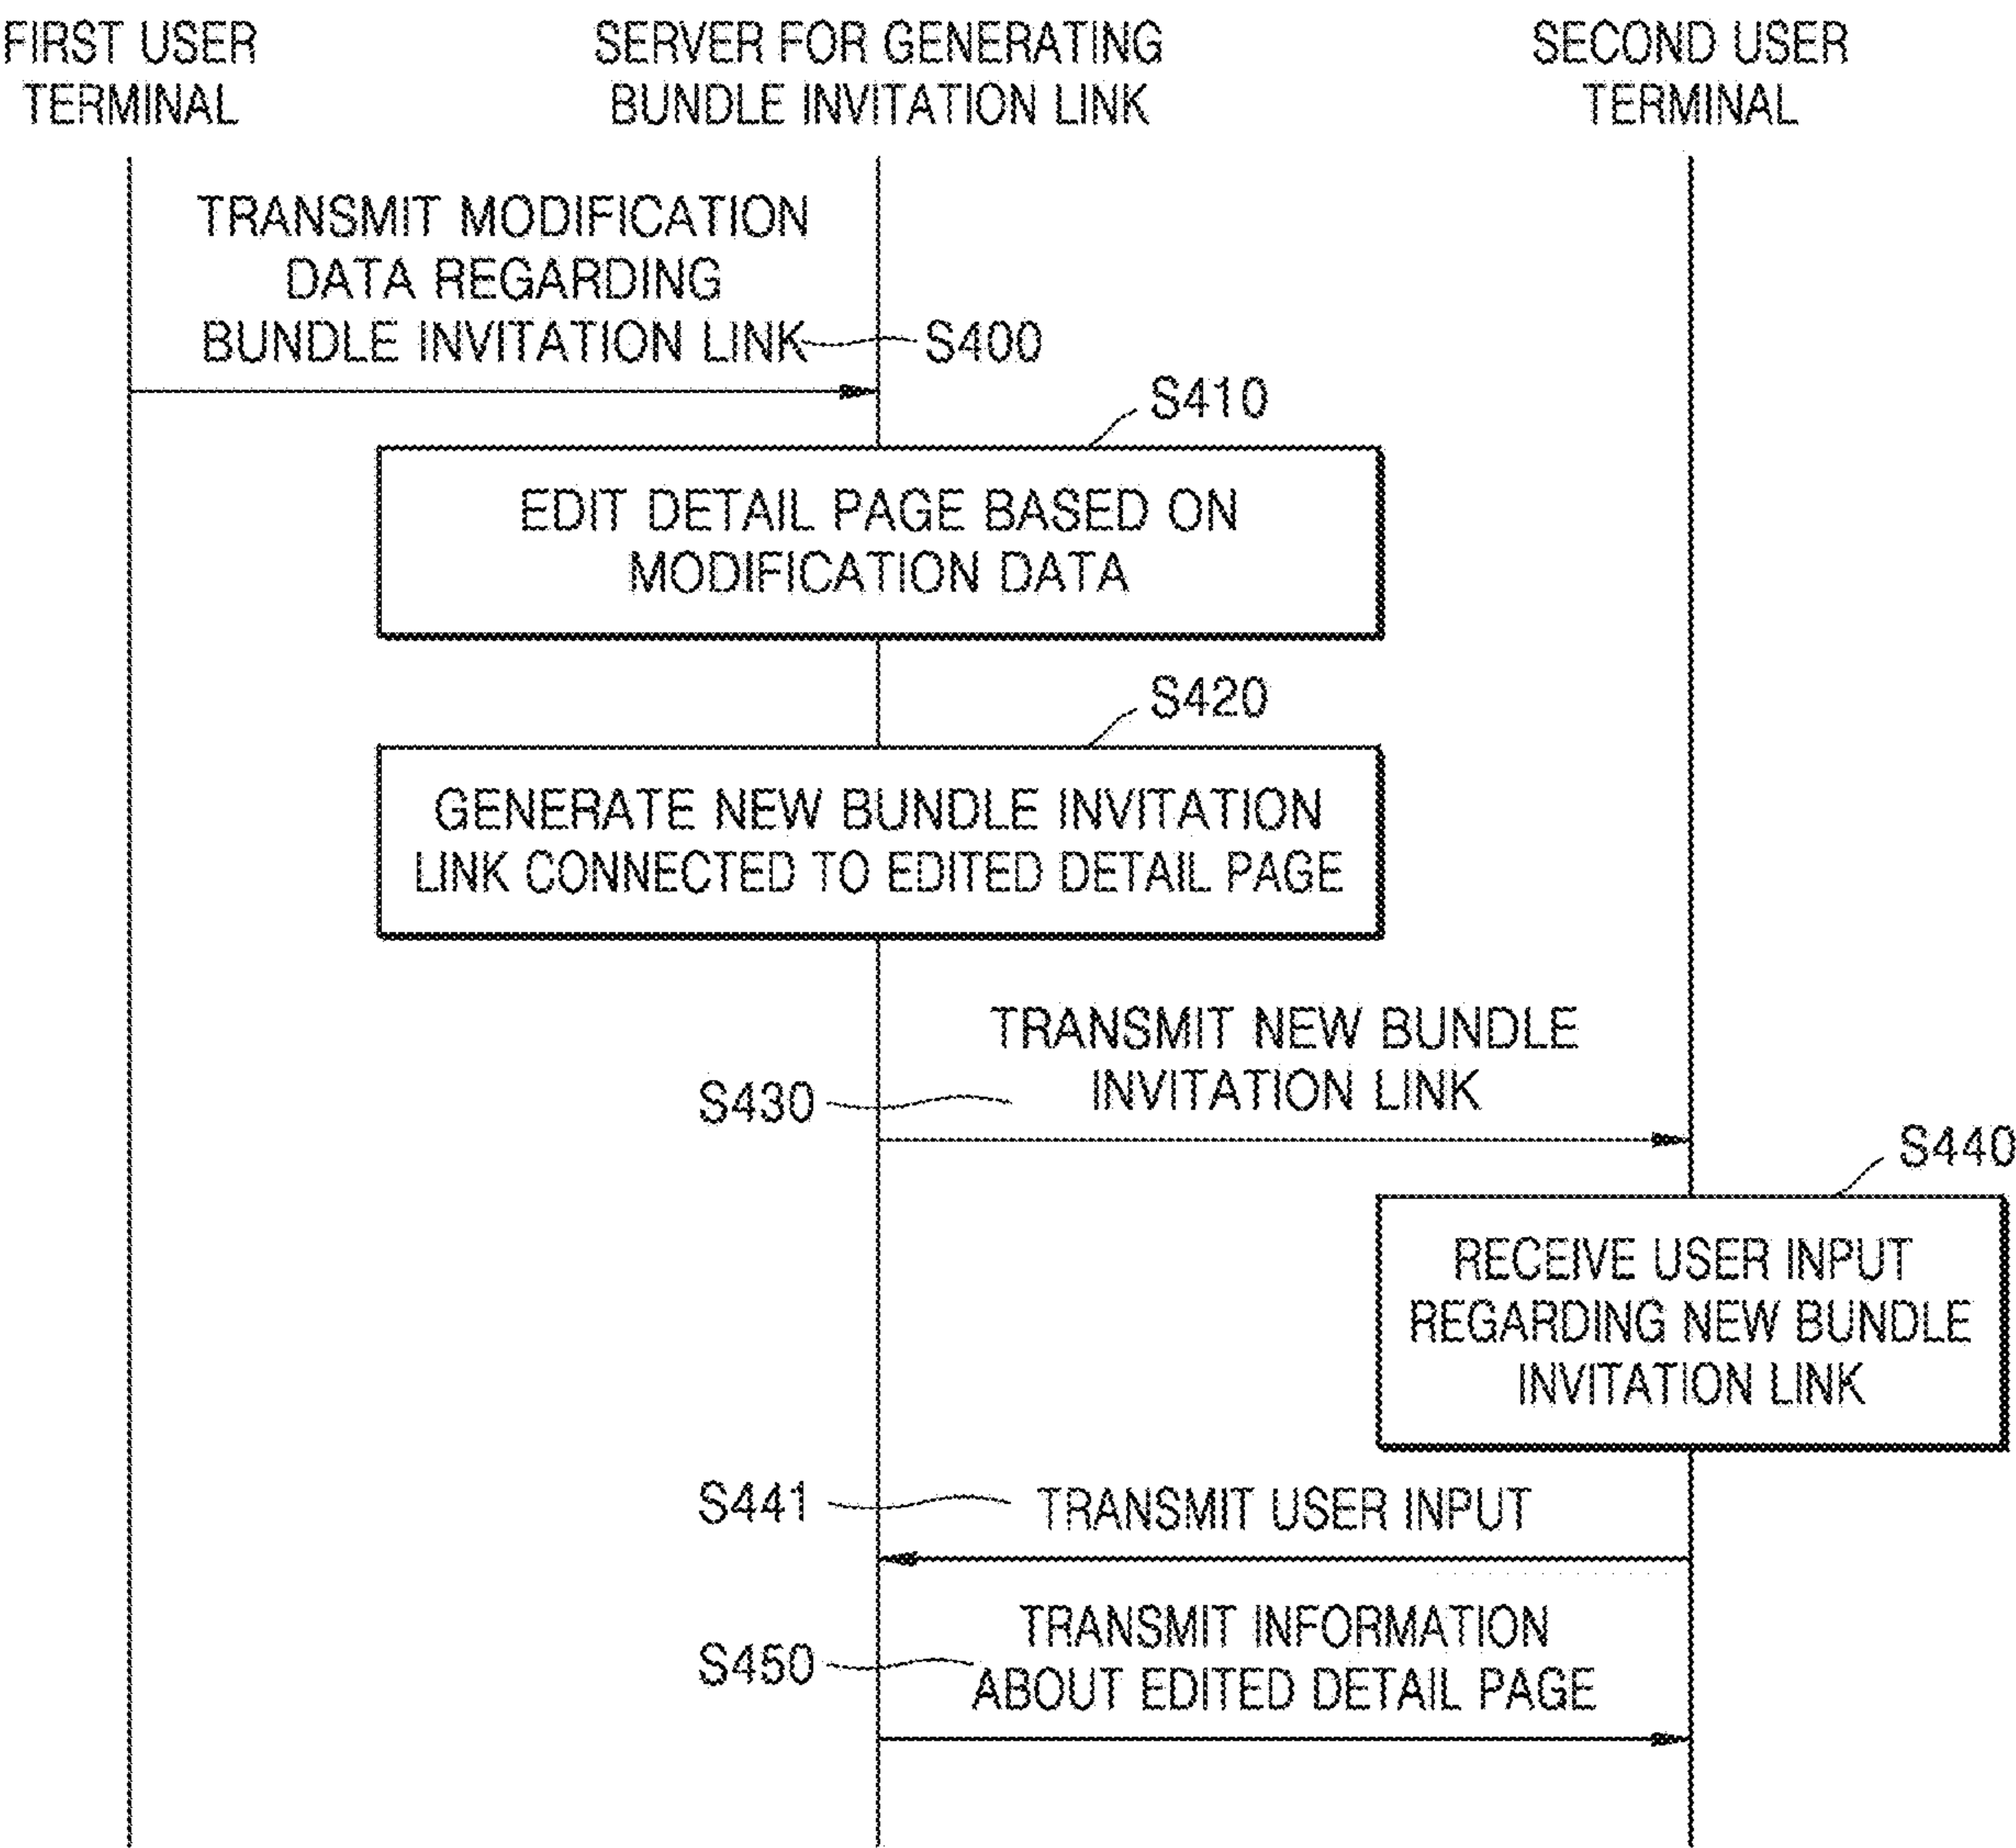 FIRST USER
TERMINAL
SERVER FOR GENERATING
BUNDLE INVITATION LINK
SECOND USER
TERMINAL
TRANSMIT MODIFICATION
DATA REGARDING
BUNDLE INVITATION LINK
S400
S410
EDIT DETAIL PAGE BASED ON
MODIFICATION DATA
S420
GENERATE NEW BUNDLE INVITATION
LINK CONNECTED TO EDITED DETAIL PAGE
TRANSMIT NEW BUNDLE
INVITATION LINK
S430
S440
RECEIVE USER INPUT
REGARDING NEW BUNDLE
INVITATION LINK
S441
TRANSMIT USER INPUT
TRANSMIT INFORMATION
ABOUT EDITED DETAIL PAGE
S450